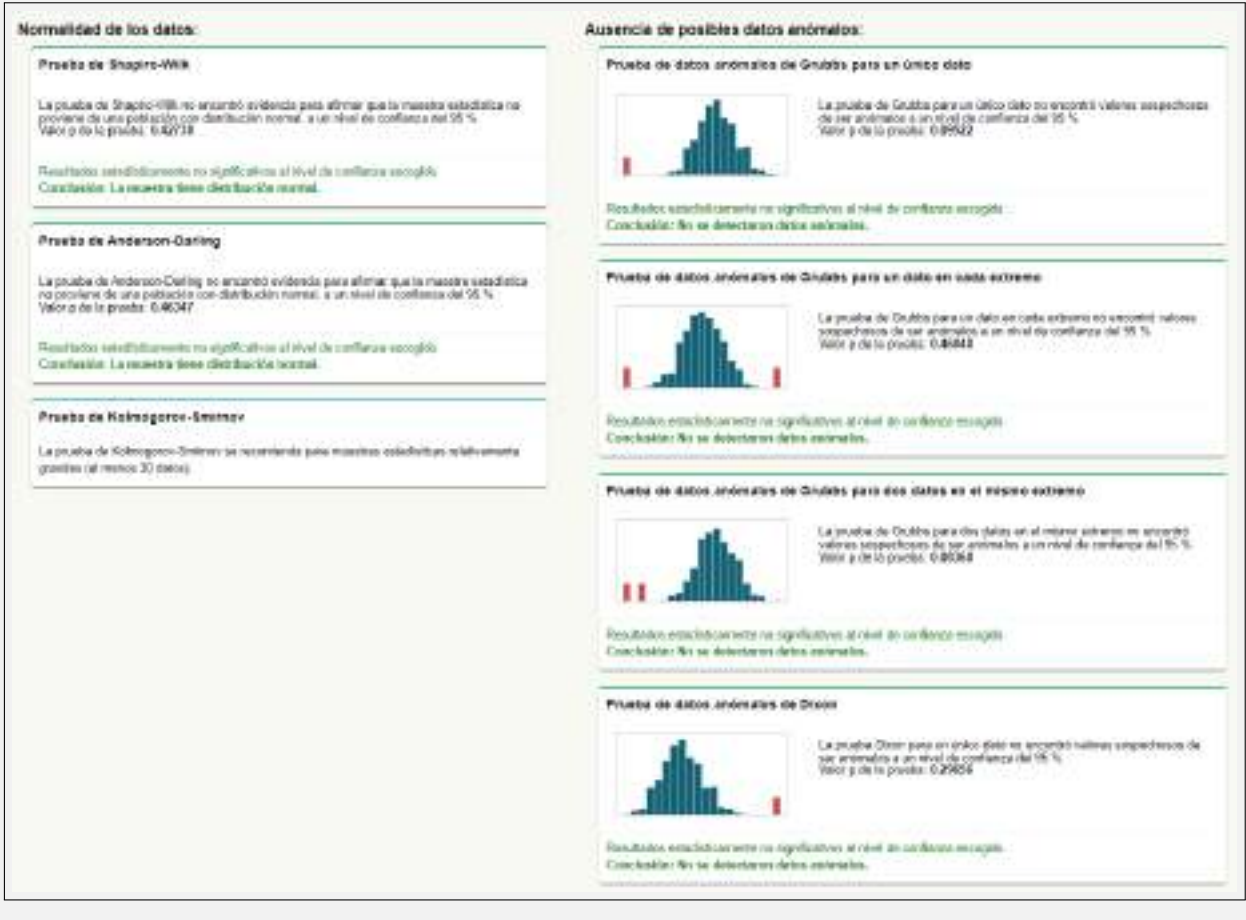 Normalidad de los datos:
Prueba de Shapiro-Wilk
La prueba de Shapiro-Wilk no encontró evidencia para afirmar que la muestra estadística no
proviene de una población con distribución normal, a un nivel de confianza del 95 %
Valor p de la prueba:
Resultados estadísticamente no significativos al nivel de confianza escogido
Conclusión: La muestra tiene distribución normal.
Prueba de Anderson-Darling
La prueba de Anderson-Darling no encontró evidencia para afirmar que la muestra estadística
no proviene de una población con distribución normal, a un nivel de confianza del 95 %
Valor p de la prueba: 0.46347
Resultados estadísticamente no significativos al nivel de confianza escogido
Conclusión: La muestra tiene distribución normal.
Prueba de Kolmogorov-Smirnov
La prueba de Kolmogorov-Smirnov se recomienda para muestras estadísticas relativamente
grandes (al menos 30 datos)
Ausencia de posibles datos anómalos:
Prueba de datos anómalos de Grubbs para un único dato
La prueba de Grubbs para un único dato no encontró valores sospechosos
de ser anómalos a un nivel de confianza del 95 %
Valor p de la prueba:
Resultados estadísticamente no significativos al nivel de confianza escogido
Conclusión: No se detectaron datos anómalos.
Prueba de datos anómalos de Grubbs para un dato en cada extremo
La prueba de Grubbs para un dato en cada extremo no encontró valores
sospechosos de ser anómalos a un nivel de confianza del 95 %
Valor p de la prueba:
Resultados estadísticamente no significativos al nivel de confianza escogido
Conclusión: No se detectaron datos anómalos.
Prueba de datos anómalos de Grubbs para dos datos en el mismo extremo
La prueba de Grubbs para dos datos en el mismo extremo no encontró
valores sospechosos de ser anómalos a un nivel de confianza del 95 %
Valor p de la prueba:
Resultados estadísticamente no significativos al nivel de confianza escogido
Conclusión: No se detectaron datos anómalos.
Prueba de datos anómalos de Dixon
La prueba Dixon para un único dato no encontró valores sospechosos de
ser anómalos a un nivel de confianza del 95 %
Valor p de la prueba:
Resultados estadísticamente no significativos al nivel de confianza escogido
Conclusión: No se detectaron datos anómalos.